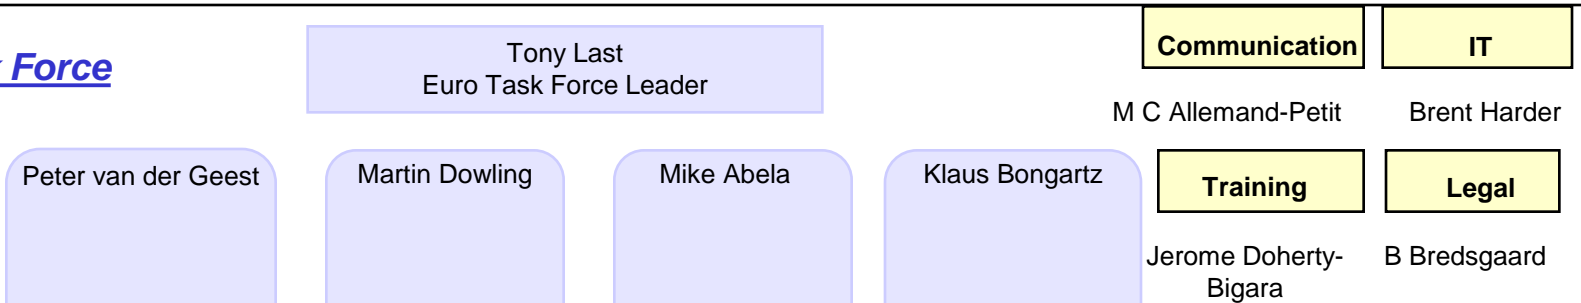 Force
Tony Last
Euro Task Force Leader
Communication
IT
M C Allemand-Petit
Brent Harder
Peter van der Geest
Martin Dowling
Mike Abela
Klaus Bongartz
Training
Legal
Jerome Doherty-
Bigara
B Bredsgaard